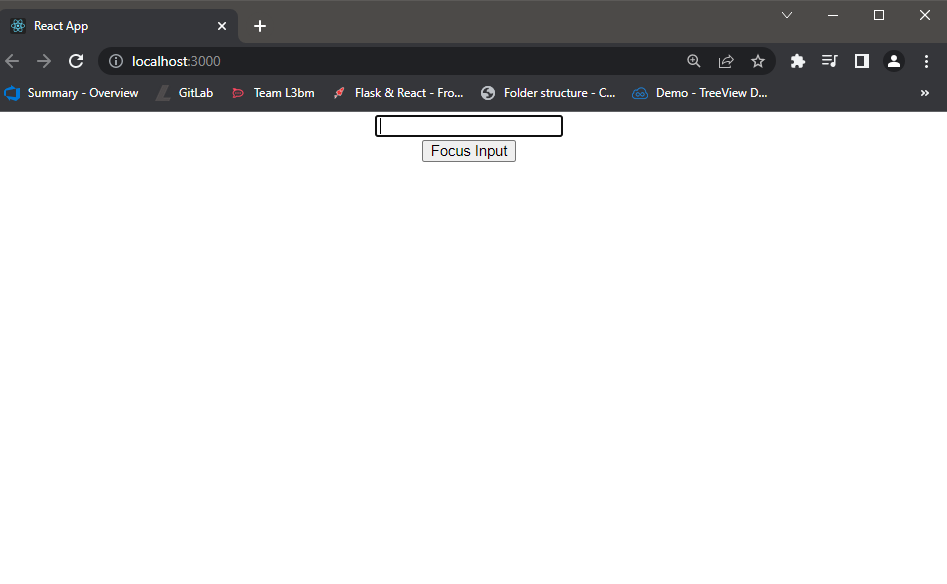 React App
localhost:3000
Summary - Overview GitLab Team L3bm Flask & React - Fro... Folder structure - C... Demo - TreeView D... »
Focus Input